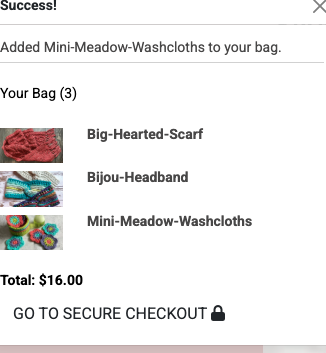 Success!
Added Mini-Meadow-Washcloths to your bag.
Your Bag (3)
Big-Hearted-Scarf
Bijou-Headband
Mini-Meadow-Washcloths
Total: $16.00
GO TO SECURE CHECKOUT